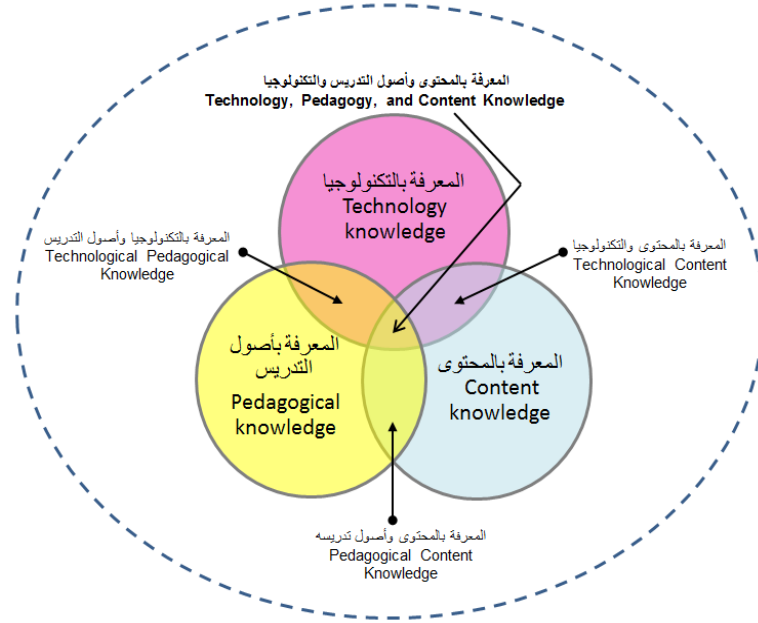 المعرفة بالمحتوى وأصول التدريس والتكنولوجيا
Technology, Pedagogy, and Content Knowledge
المعرفة بالتكنولوجيا
Technology
knowledge
المعرفة بالتكنولوجيا وأصول التدريس
Technological Pedagogical
Knowledge
المعرفة بالمحتوى والتكنولوجيا
Technological Content
Knowledge
المعرفة بأصول
التدريس
Pedagogical
knowledge
المعرفة بالمحتوى
Content
knowledge
المعرفة بالمحتوى وأصول تدريسه
Pedagogical Content
Knowledge